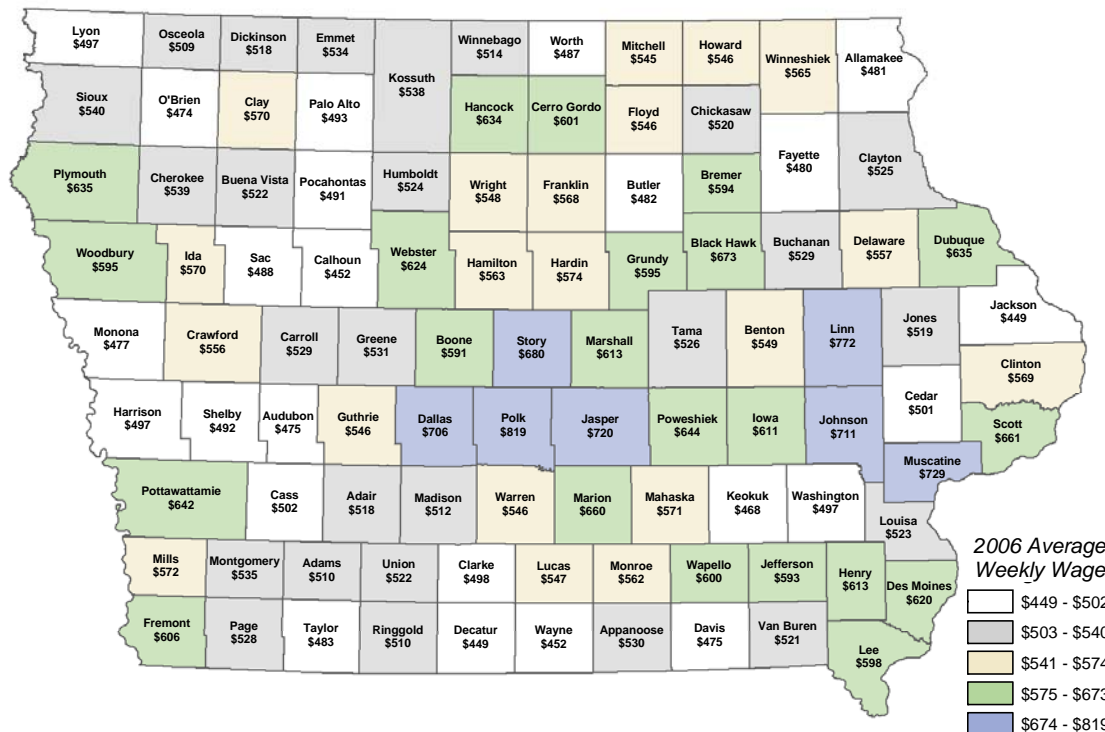 Lyon
$497
Osceola
$509
Dickinson
$518
Emmet
$534
Kossuth
$538
Winnebago
$514
Worth
$487
Mitchell
$545
Howard
$546
Winneshiek
$565
Allamakee
$481
Sioux
$540
O'Brien
$474
Clay
$570
Palo Alto
$493
Hancock
$634
Cerro Gordo
$601
Floyd
$546
Chickasaw
$520
Fayette
$480
Clayton
$525
Plymouth
$635
Cherokee
$539
Buena Vista
$522
Pocahontas
$491
Humboldt
$524
Wright
$548
Franklin
$568
Butler
$482
Bremer
$594
Woodbury
$595
Ida
$570
Sac
$488
Calhoun
$452
Webster
$624
Hamilton
$563
Hardin
$574
Grundy
$595
Black Hawk
$673
Buchanan
$529
Delaware
$557
Dubuque
$635
Monona
$477
Crawford
$556
Carroll
$529
Greene
$531
Boone
$591
Story
$680
Marshall
$613
Tama
$526
Benton
$549
Linn
$772
Jones
$519
Jackson
$449
Clinton
$569
Harrison
$497
Shelby
$492
Audubon
$475
Guthrie
$546
Dallas
$706
Polk
$819
Jasper
$720
Poweshiek
$644
Iowa
$611
Johnson
$711
Cedar
$501
Scott
$661
Muscatine
$729
Pottawattamie
$642
Cass
$502
Adair
$518
Madison
$512
Warren
$546
Marion
$660
Mahaska
$571
Keokuk
$468
Washington
$497
Louisa
$523
Mills
$572
Montgomery
$535
Adams
$510
Union
$522
Clarke
$498
Lucas
$547
Monroe
$562
Wapello
$600
Jefferson
$593
Henry
$613
Des Moines
$620
Fremont
$606
Page
$528
Taylor
$483
Ringgold
$510
Decatur
$449
Wayne
$452
Appanoose
$530
Davis
$475
Van Buren
$521
Lee
$598
2006 Average
Weekly Wage
$449 - $502
$503 - $540
$541 - $574
$575 - $673
$674 - $819